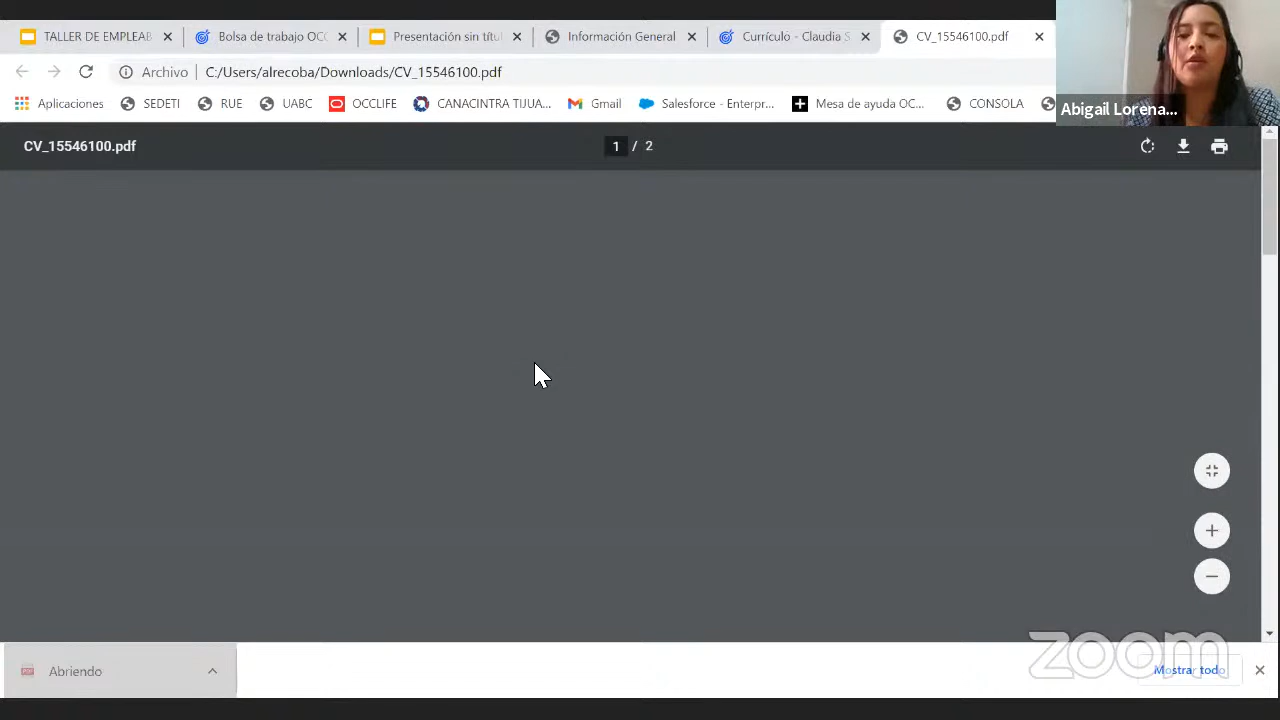 TALLER DE EMPLEAB
Bolsa de trabajo OCC
Presentación sin títul
Información General
Currículo - Claudia S
CV_15546100.pdf
Archivo
C:/Users/alrecoba/Downloads/CV_15546100.pdf
Aplicaciones
SEDETI
RUE
UABC
OCCLIFE
CANACINTRA TIJUA...
Gmail
Salesforce - Enterpr...
Mesa de ayuda OC...
CONSOLA
Abigail Lorena...
CV_15546100.pdf
1 / 2
Abriendo
zoom
Mostrar todo